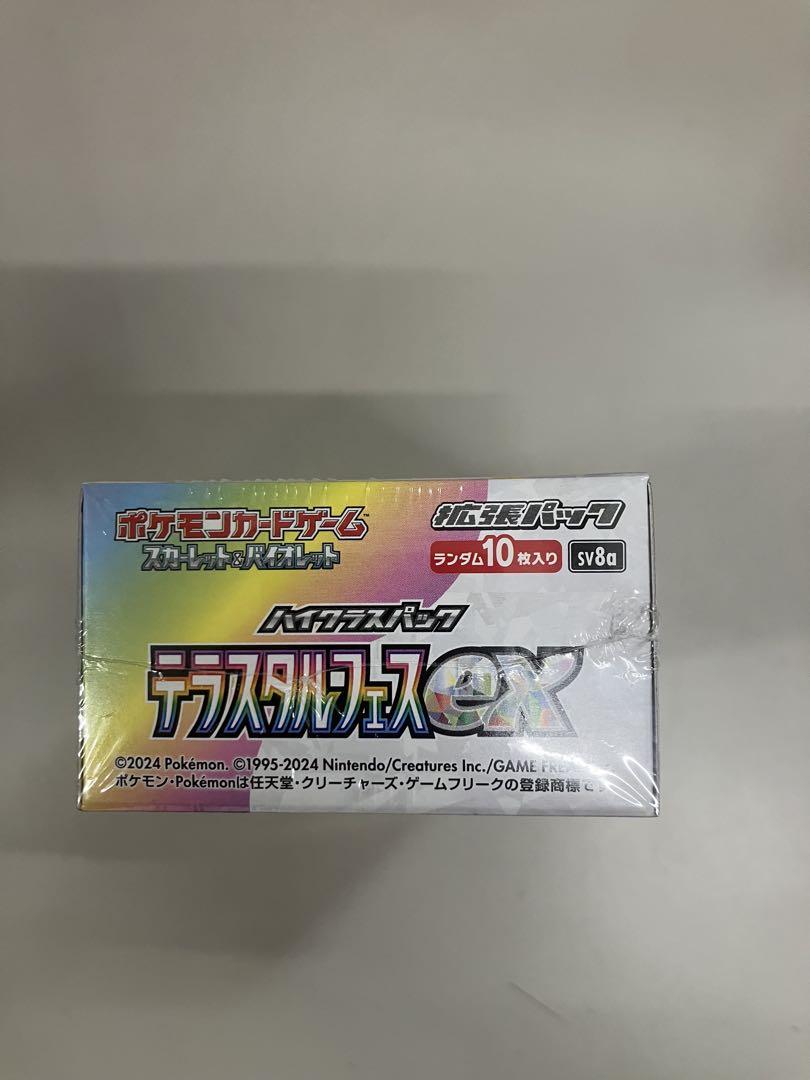 ポケモンカードゲーム™
スカーレット&バイオレット
拡張パック
ランダム10枚入り
SV8a
ハイクラスパック
テラスタル・フェスex
©2024 Pokémon. ©1995-2024 Nintendo/Creatures Inc./GAME
ポケモン・Pokémonは任天堂・クリーチャーズ・ゲームフリークの登録商標です